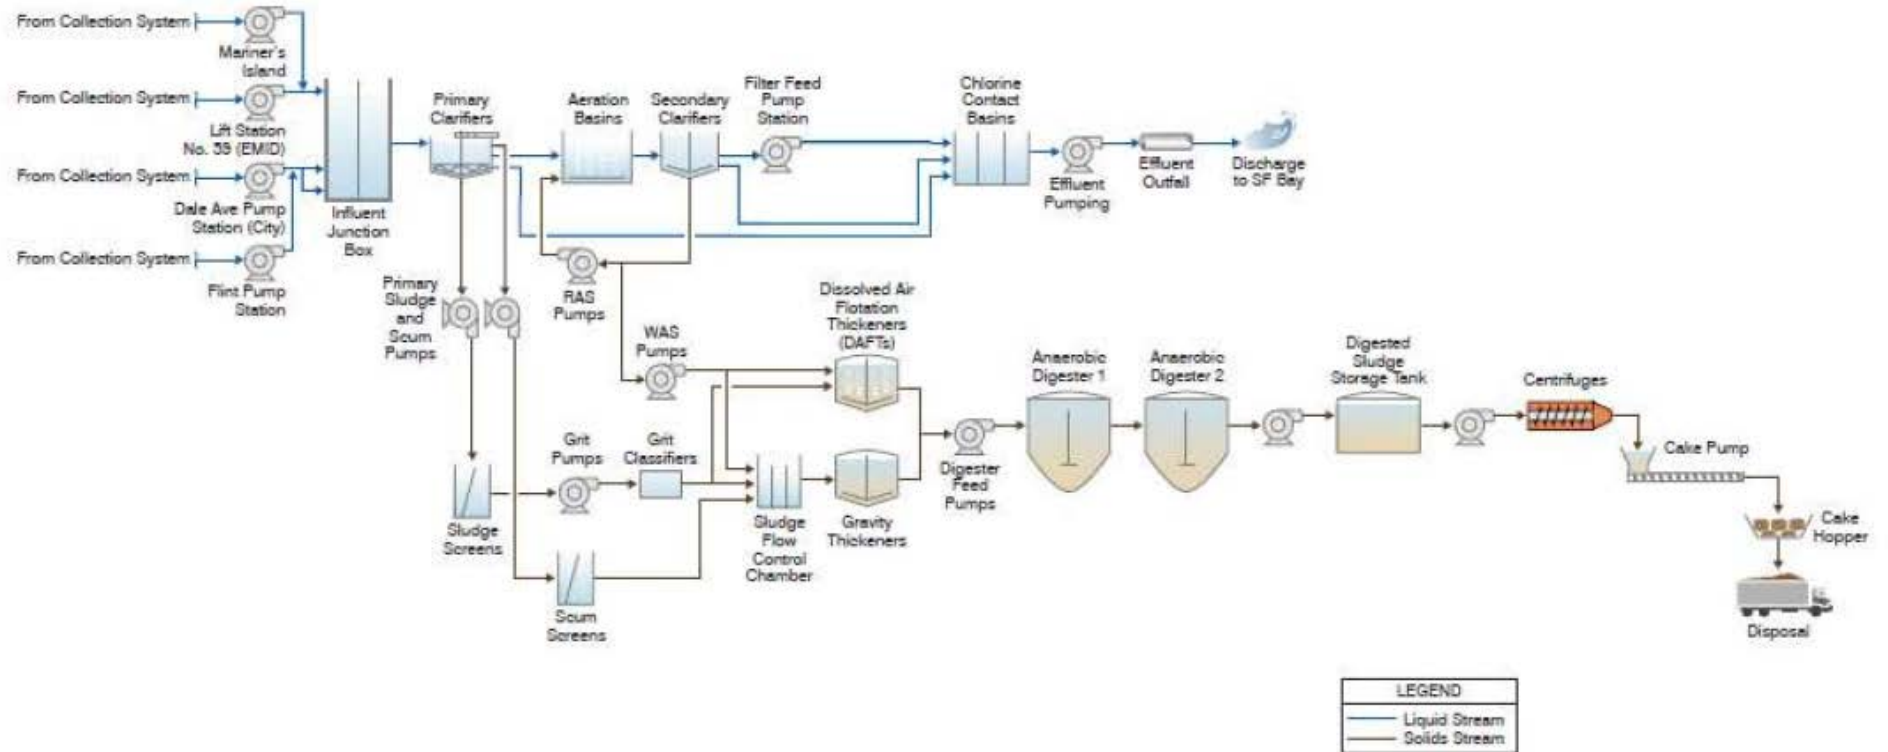 From Collection System
Mariner's
Island
From Collection System
Lift Station
No. 59 (EMID)
From Collection System
Dale Ave Pump
Station (City)
From Collection System
Flint Pump
Station
Influent
Junction
Box
Primary
Clarifiers
Aeration
Basins
Secondary
Clarifiers
Filter Feed
Pump
Station
Chlorine
Contact
Basins
Effluent
Pumping
Effluent
Outfall
Discharge
to SF Bay
Primary
Sludge
and
Scum
Pumps
RAS
Pumps
WAS
Pumps
Dissolved Air
Flotation
Thickeners
(DAFTs)
Sludge
Screens
Grit
Pumps
Grit
Classifiers
Scum
Screens
Sludge
Flow
Control
Chamber
Gravity
Thickeners
Digester
Feed
Pumps
Anaerobic
Digester 1
Anaerobic
Digester 2
Digested
Sludge
Storage Tank
Centrifuges
Cake Pump
Cake
Hopper
Disposal
LEGEND
Liquid Stream
Solids Stream